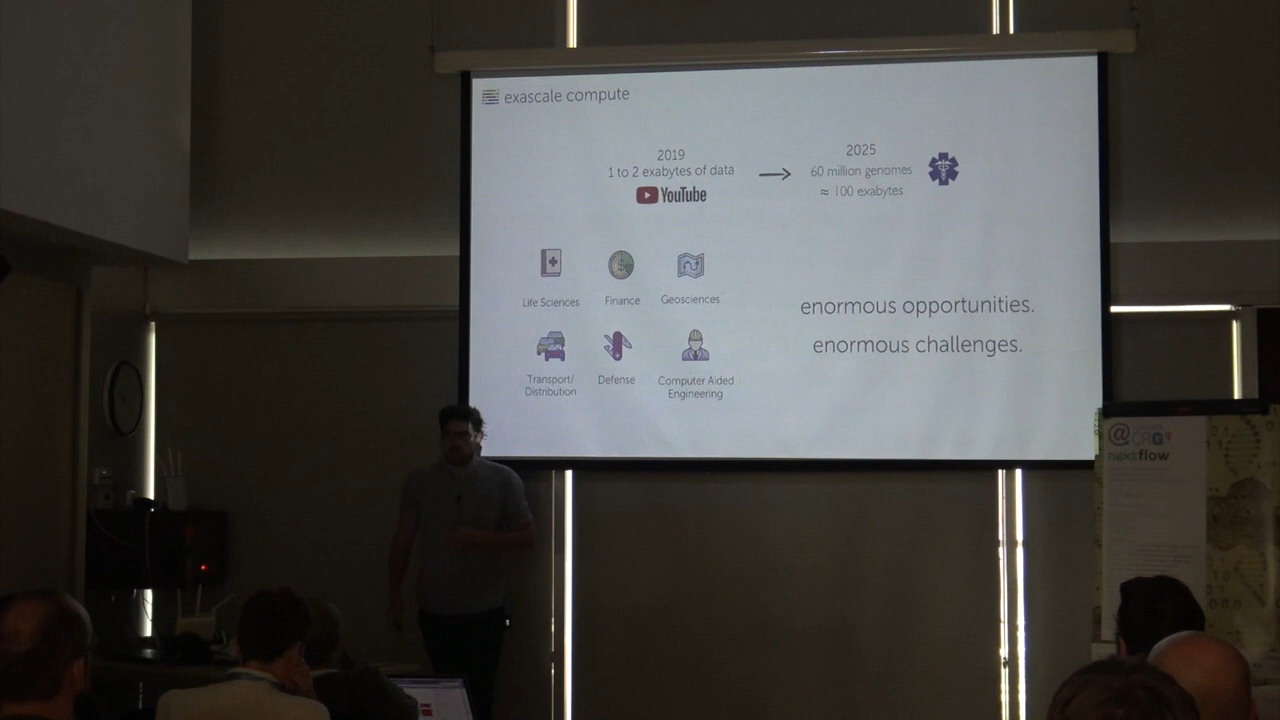 exascale compute
2019
1 to 2 exabytes of data
YouTube
2025
60 million genomes
≈ 100 exabytes
Life Sciences
Finance
Geosciences
Transport/
Distribution
Defense
Computer Aided
Engineering
enormous opportunities.
enormous challenges.
CRG
nextflow